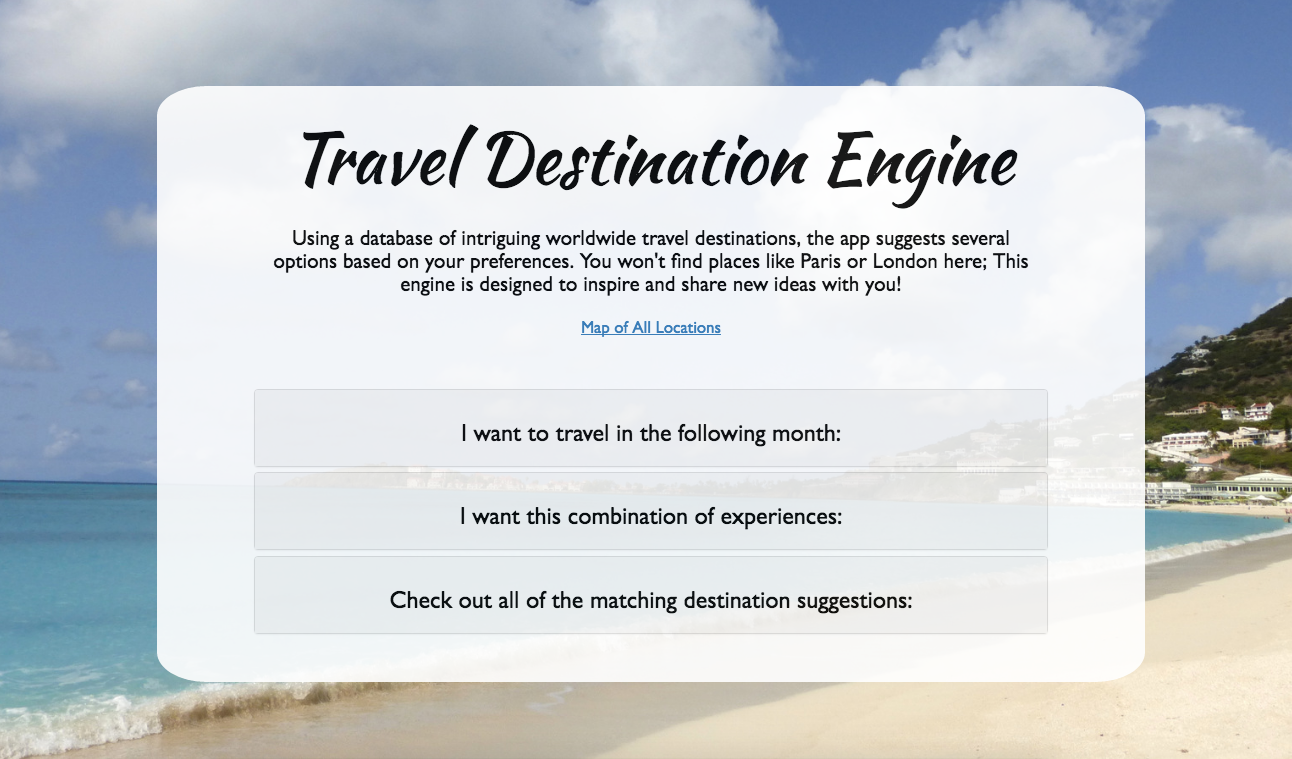 Travel Destination Engine
Using a database of intriguing worldwide travel destinations, the app suggests several
options based on your preferences. You won't find places like Paris or London here; This
engine is designed to inspire and share new ideas with you!
Map of All Locations
I want to travel in the following month:
I want this combination of experiences:
Check out all of the matching destination suggestions: